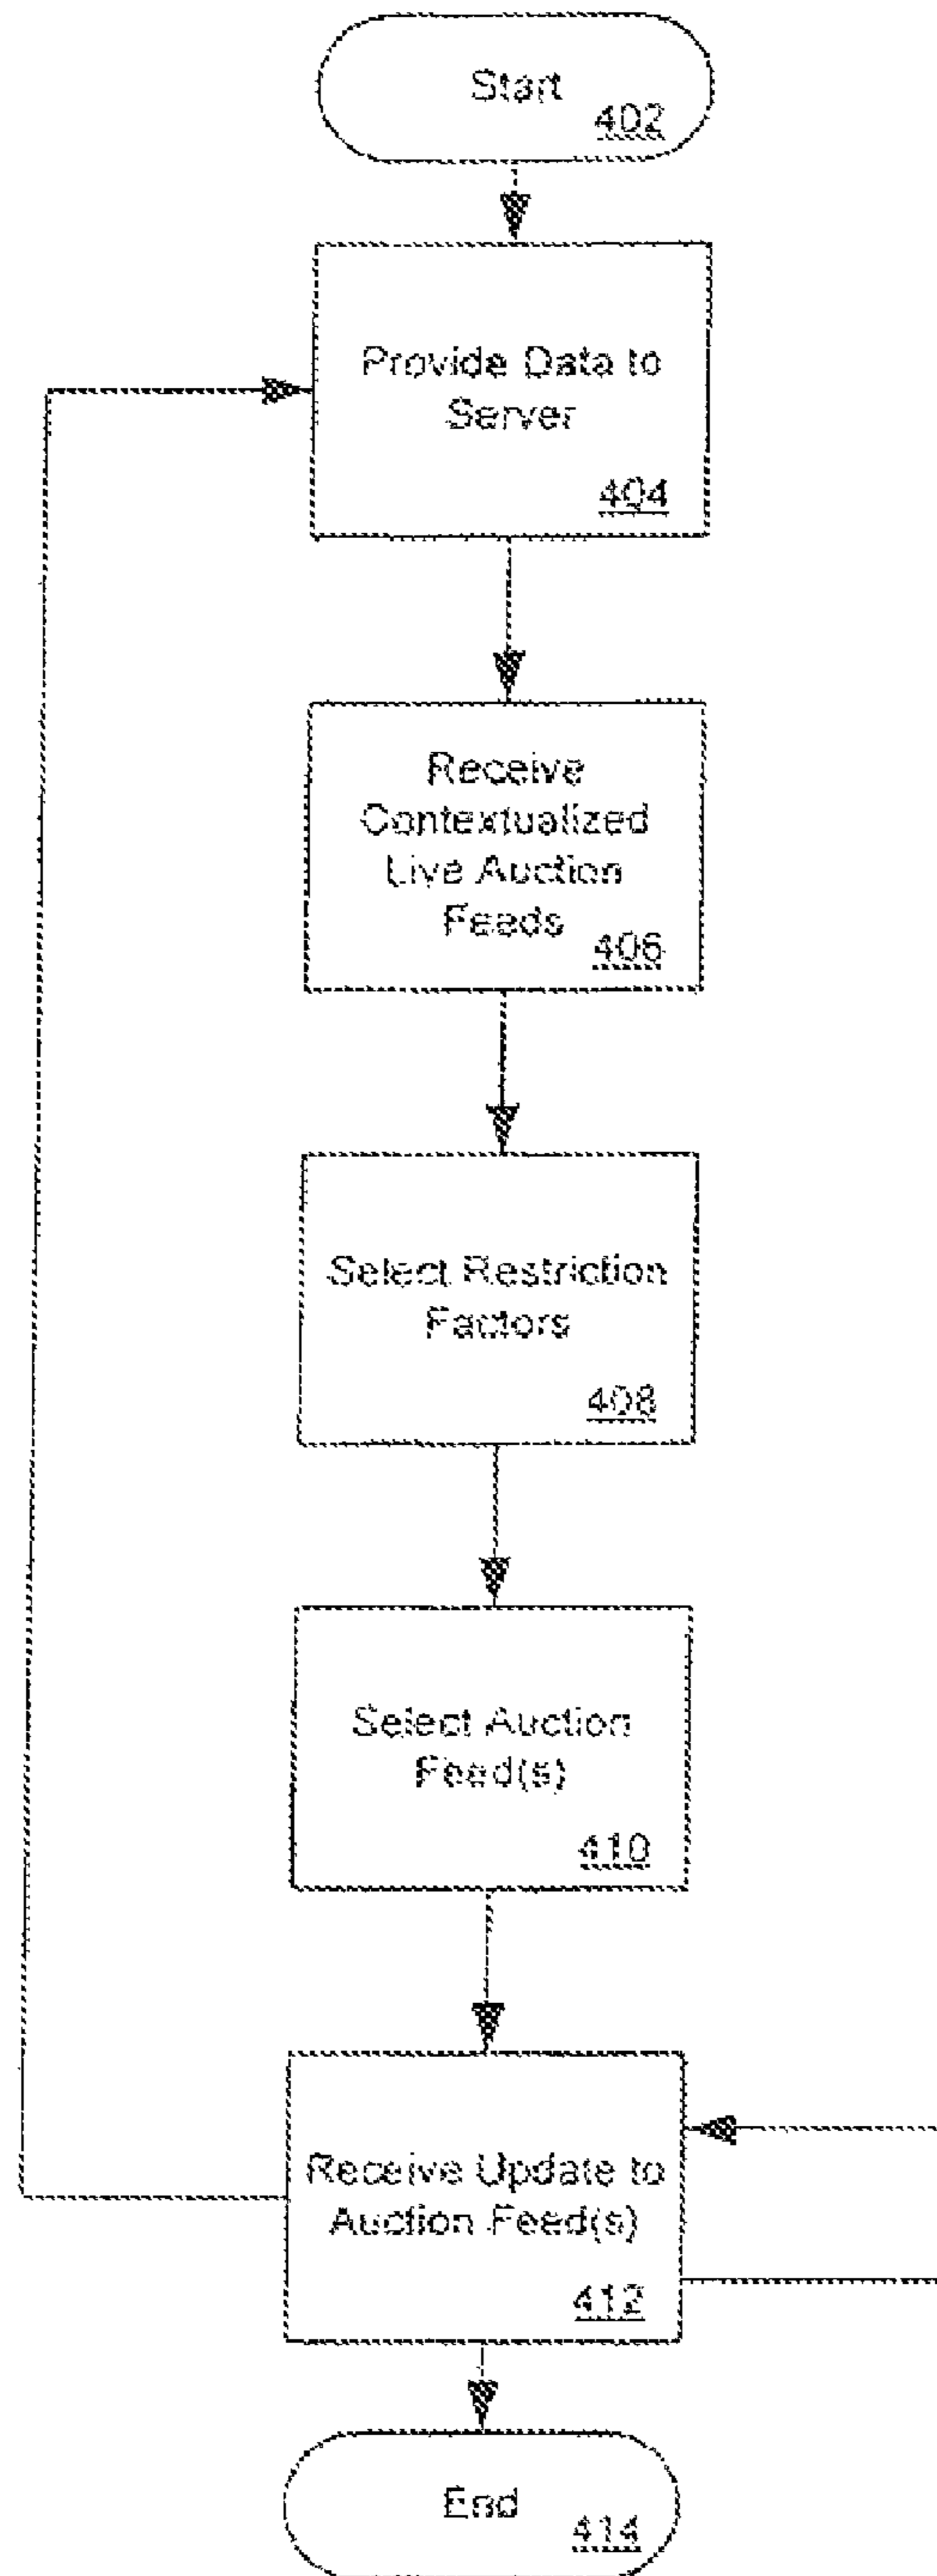 Start
402
Provide Data to
Server
404
Receive
Contextualized
Live Auction
Feeds
406
Select Restriction
Factors
408
Select Auction
Feed(s)
410
Receive Update to
Auction Feed(s)
412
End
414